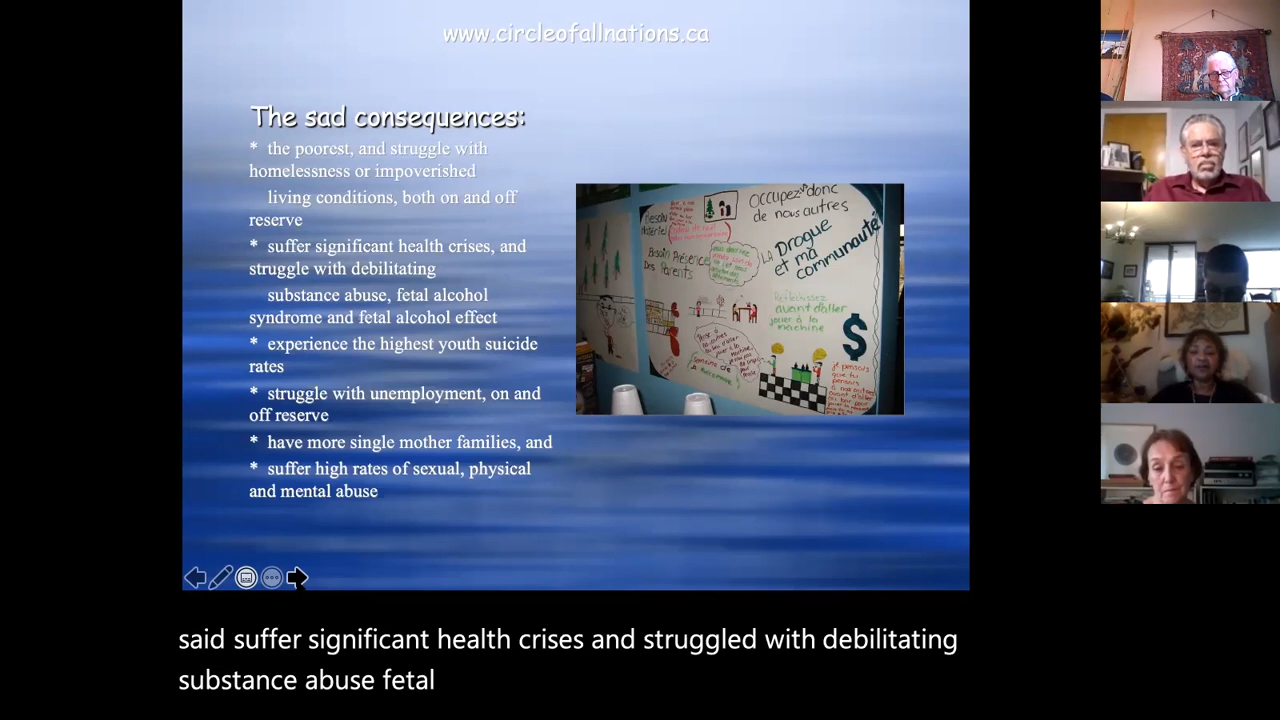 www.circleofallnations.ca
The sad consequences:
* the poorest, and struggle with
homelessness or impoverished
living conditions, both on and off
reserve
* suffer significant health crises, and
struggle with debilitating
substance abuse, fetal alcohol
syndrome and fetal alcohol effect
* experience the highest youth suicide
rates
* struggle with unemployment, on and
off reserve
* have more single mother families, and
* suffer high rates of sexual, physical
and mental abuse
Occupez donc
de nous autres
Besoin
Matériel
Besoin Présence
Des Parents
LA Drogue
et ma
communauté
Réfléchissez
avant d'aller
jouer à la
machine
$
said suffer significant health crises and struggled with debilitating
substance abuse fetal